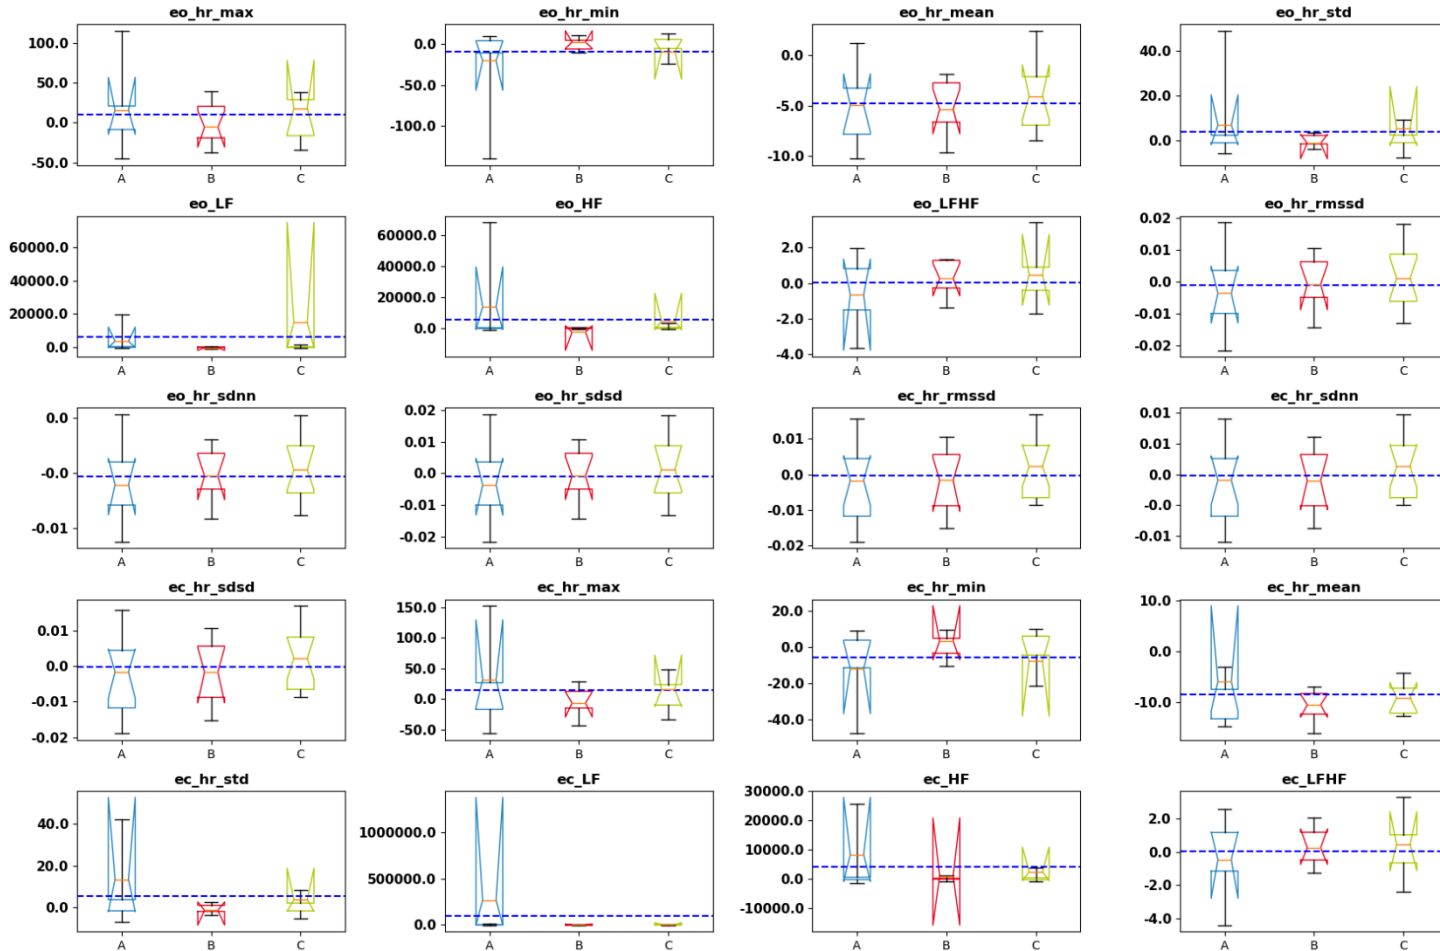 eo_hr_max
100.0
50.0
0.0
-50.0
A B C
eo_hr_min
0.0
-50.0
-100.0
A B C
eo_hr_mean
0.0
-5.0
-10.0
A B C
eo_hr_std
40.0
20.0
0.0
A B C
eo_LF
60000.0
40000.0
20000.0
0.0
A B C
eo_HF
60000.0
40000.0
20000.0
0.0
A B C
eo_LFHF
2.0
0.0
-2.0
-4.0
A B C
eo_hr_rmssd
0.02
0.01
0.0
-0.01
-0.02
A B C
eo_hr_sdnn
0.0
-0.0
-0.01
A B C
eo_hr_sdsd
0.02
0.01
0.0
-0.01
-0.02
A B C
ec_hr_rmssd
0.01
0.0
-0.01
-0.02
A B C
ec_hr_sdnn
0.01
0.01
0.0
-0.0
-0.01
A B C
ec_hr_sdsd
0.01
0.0
-0.01
-0.02
A B C
ec_hr_max
150.0
100.0
50.0
0.0
-50.0
A B C
ec_hr_min
20.0
0.0
-20.0
-40.0
A B C
ec_hr_mean
10.0
0.0
-10.0
A B C
ec_hr_std
40.0
20.0
0.0
A B C
ec_LF
1000000.0
500000.0
0.0
A B C
ec_HF
30000.0
20000.0
10000.0
0.0
-10000.0
A B C
ec_LFHF
2.0
0.0
-2.0
-4.0
A B C